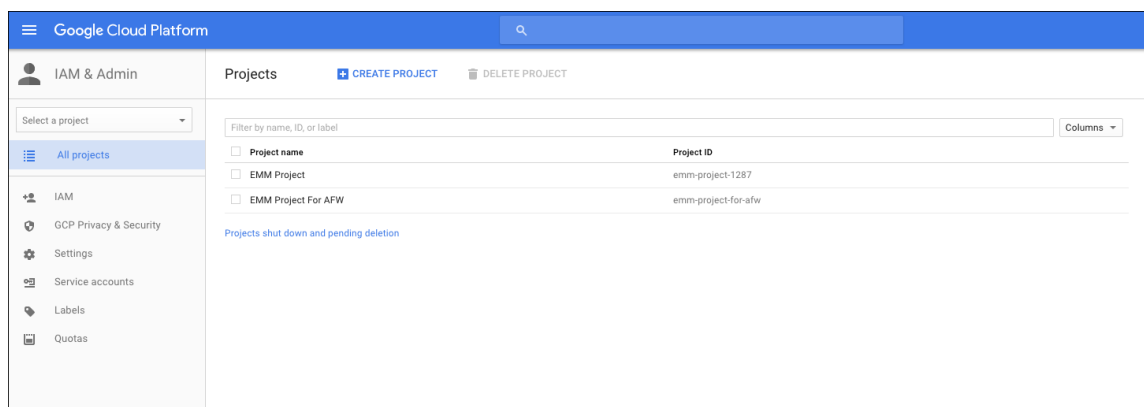 Google Cloud Platform
IAM & Admin
Projects CREATE PROJECT DELETE PROJECT
Select a project
Filter by name, ID, or label Columns
All projects
Project name Project ID
EMM Project emm-project-1287
EMM Project For AFW emm-project-for-afw
Projects shut down and pending deletion
IAM
GCP Privacy & Security
Settings
Service accounts
Labels
Quotas